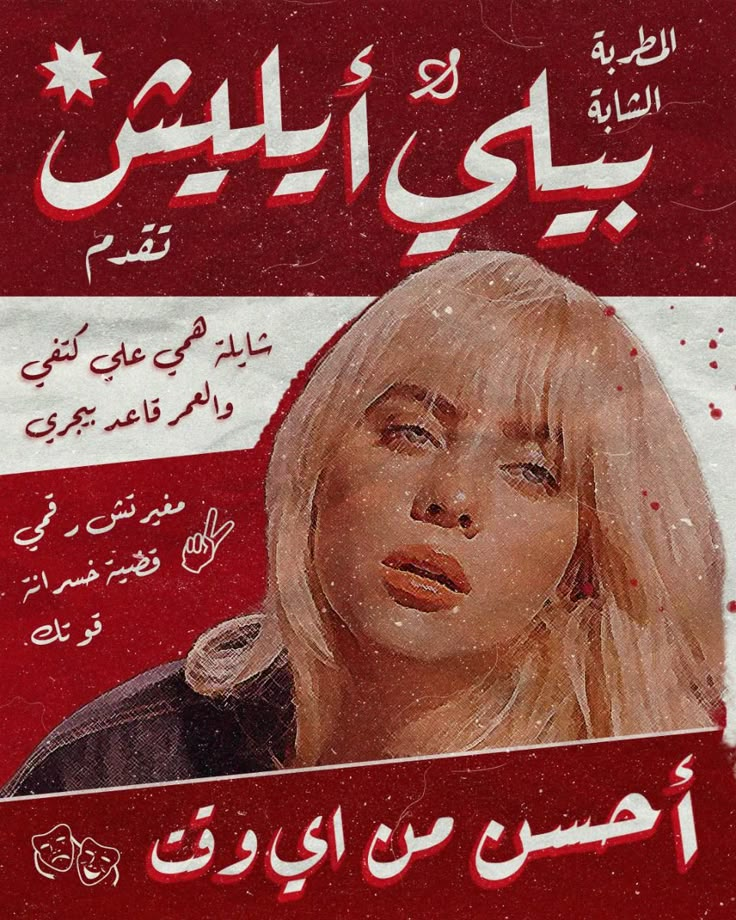 المطربة
الشابة
بيلي أيليش
تقدم
شايلة همي علي كتفي
والعمر قاعد بيجري
مغيرتش رقمي
قضية خسرانة
قوتك
أحسن من اي وقت